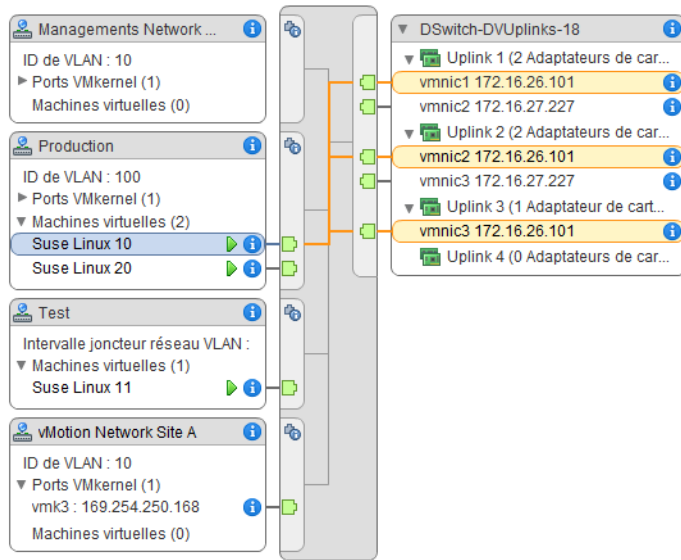 Managements Network ...
ID de VLAN : 10
Ports VMkernel (1)
Machines virtuelles (0)
Production
ID de VLAN : 100
Ports VMkernel (1)
Machines virtuelles (2)
Suse Linux 10
Suse Linux 20
Test
Intervalle joncteur réseau VLAN :
Machines virtuelles (1)
Suse Linux 11
vMotion Network Site A
ID de VLAN : 10
Ports VMkernel (1)
vmk3 : 169.254.250.168
Machines virtuelles (0)
DSwitch-DVUplinks-18
Uplink 1 (2 Adaptateurs de car...
vmnic1 172.16.26.101
vmnic2 172.16.27.227
Uplink 2 (2 Adaptateurs de car...
vmnic2 172.16.26.101
vmnic3 172.16.27.227
Uplink 3 (1 Adaptateur de cart...
vmnic3 172.16.26.101
Uplink 4 (0 Adaptateurs de car...